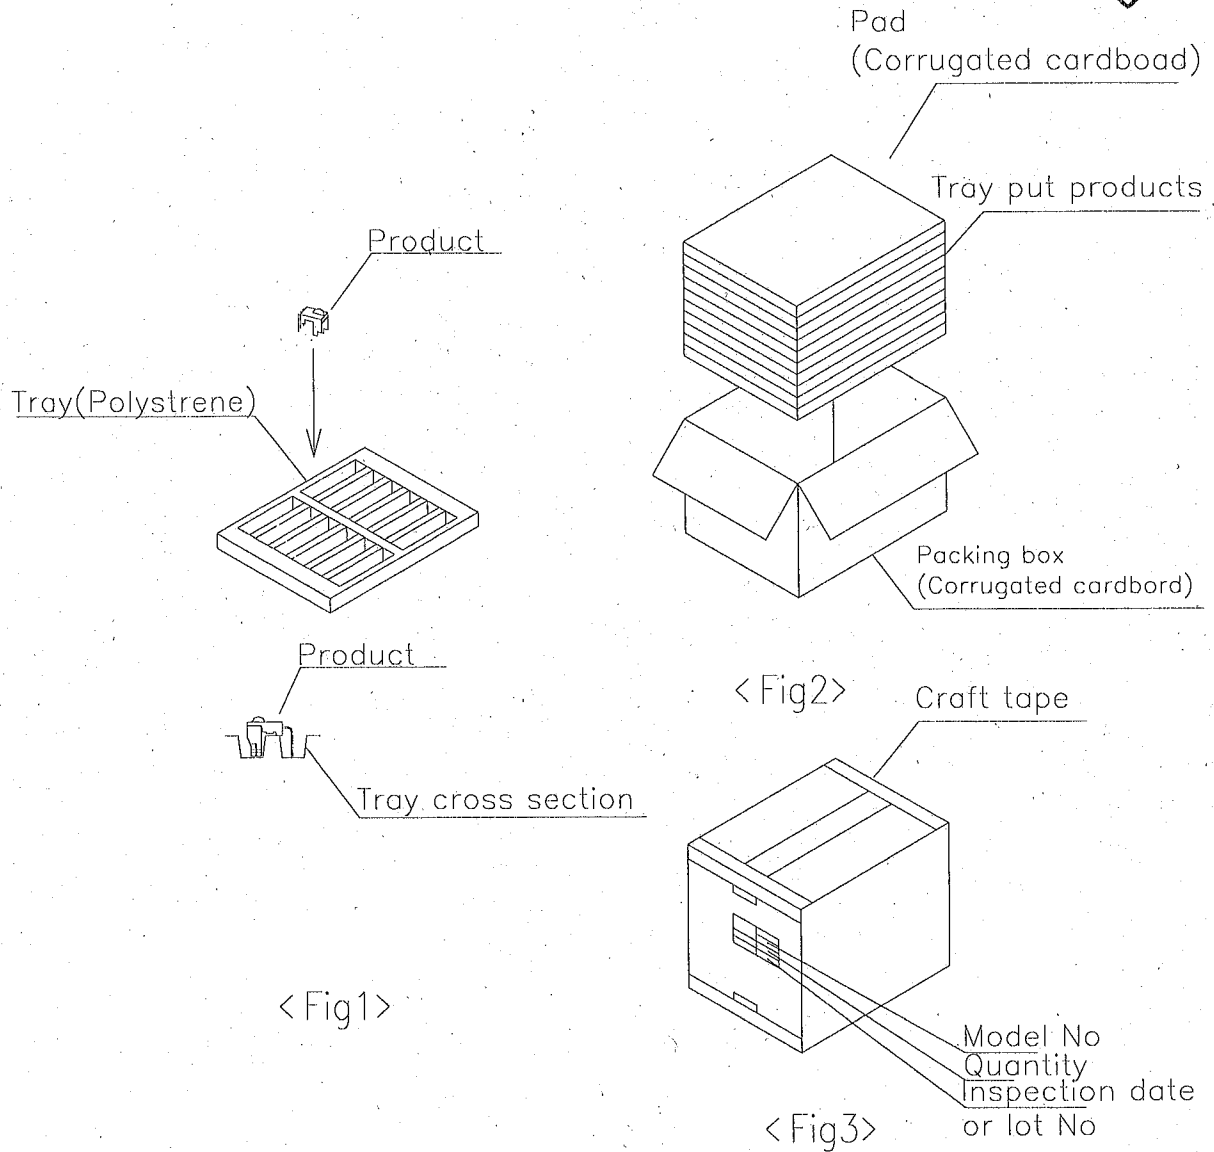 Pad
(Corrugated cardboad)
Tray put products
Product
Tray(Polystrene)
Packing box
(Corrugated cardbord)
Product
<Fig2>
Craft tape
Tray cross section
<Fig1>
Model No
Quantity
Inspection date
or lot No
<Fig3>